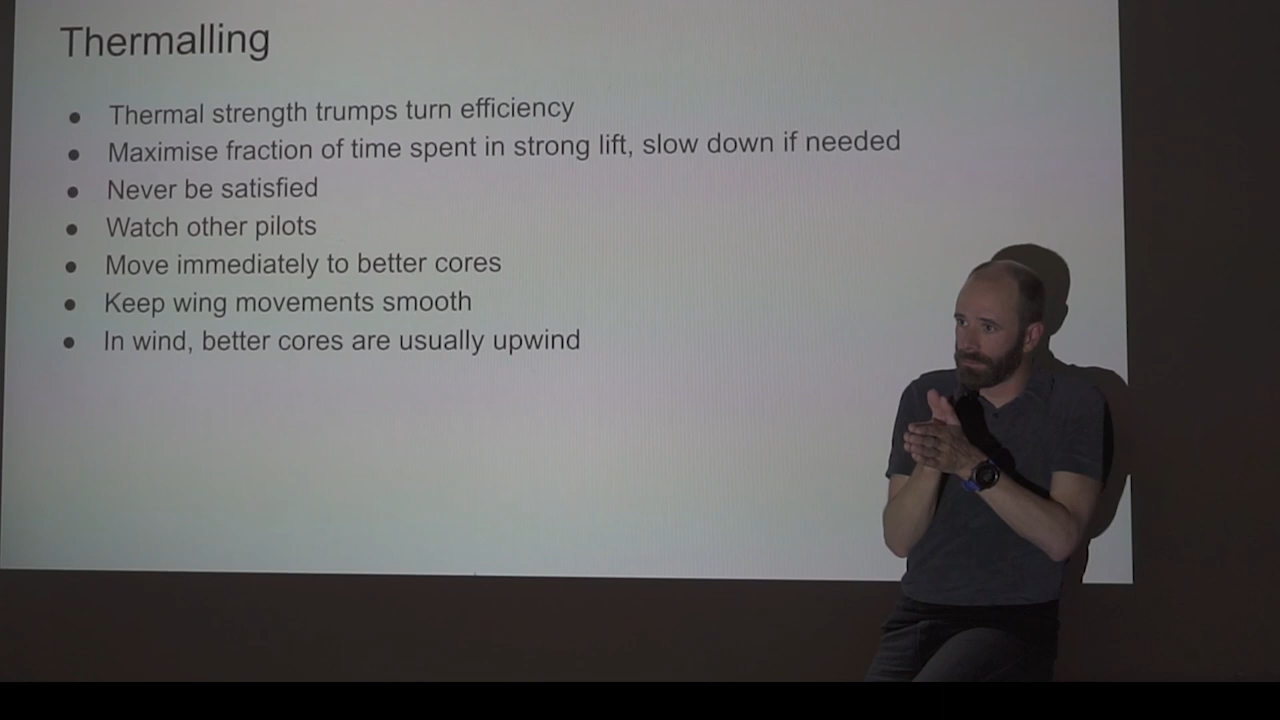 Thermalling
● Thermal strength trumps turn efficiency
● Maximise fraction of time spent in strong lift, slow down if needed
● Never be satisfied
● Watch other pilots
● Move immediately to better cores
● Keep wing movements smooth
● In wind, better cores are usually upwind